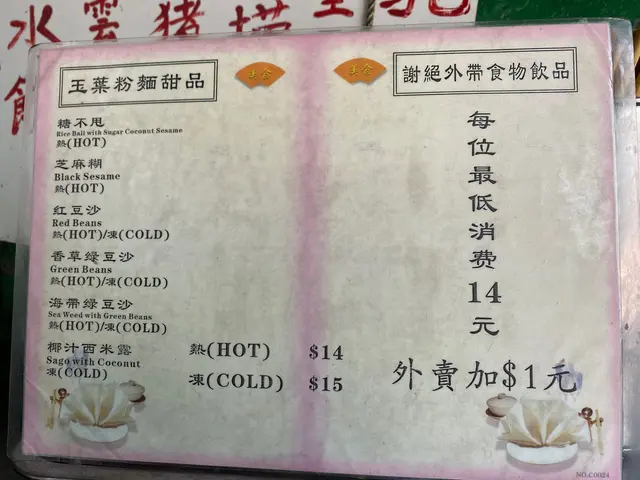 水雲猪
玉葉粉麵甜品
美食
美食
謝絕外帶食物飲品
糖不甩
Rice Ball with Sugar Coconut Sesame
熱(HOT)
芝麻糊
Black Sesame
熱(HOT)
紅豆沙
Red Beans
熱(HOT)/凍(COLD)
香草綠豆沙
Green Beans
熱(HOT)/凍(COLD)
海帶綠豆沙
Sea Weed with Green Beans
熱(HOT)/凍(COLD)
椰汁西米露
Sago with Coconut
凍(COLD)
熱(HOT) $14
凍(COLD) $15
每位最低消費14元
外賣加$1元
NO.C0024